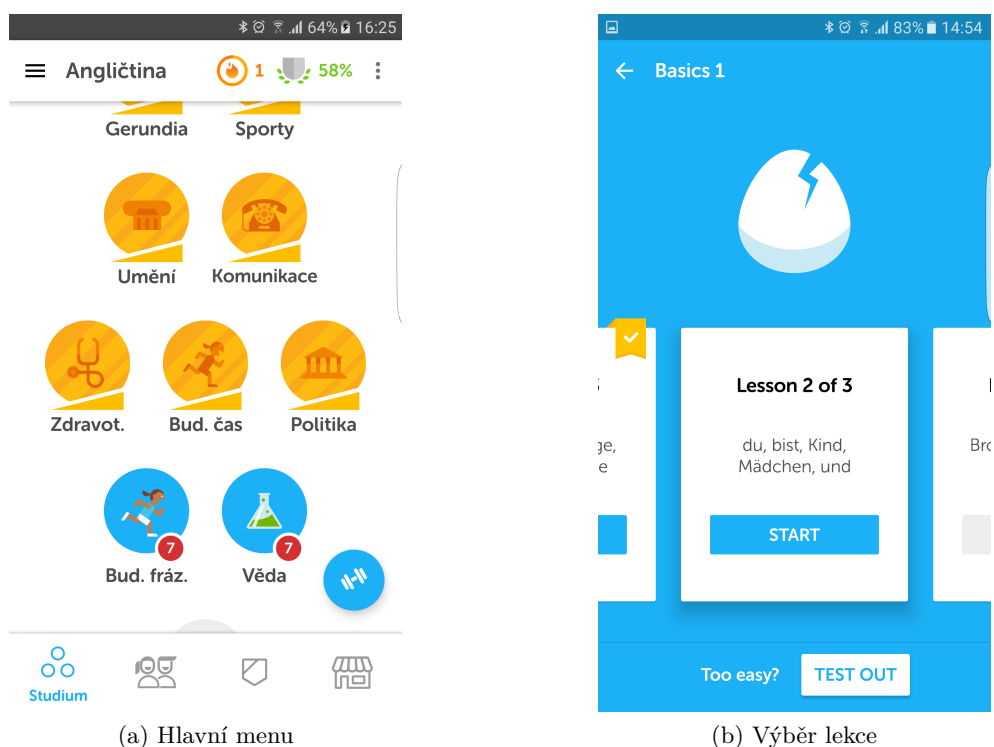 64% 16:25
Angličtina 1 58%
Gerundia Sporty
Umění Komunikace
Zdravot. Bud. čas Politika
7 7
Bud. fráz. Věda
Studium
(a) Hlavní menu
83% 14:54
Basics 1
Lesson 2 of 3
du, bist, Kind,
Mädchen, und
START
Too easy? TEST OUT
(b) Výběr lekce